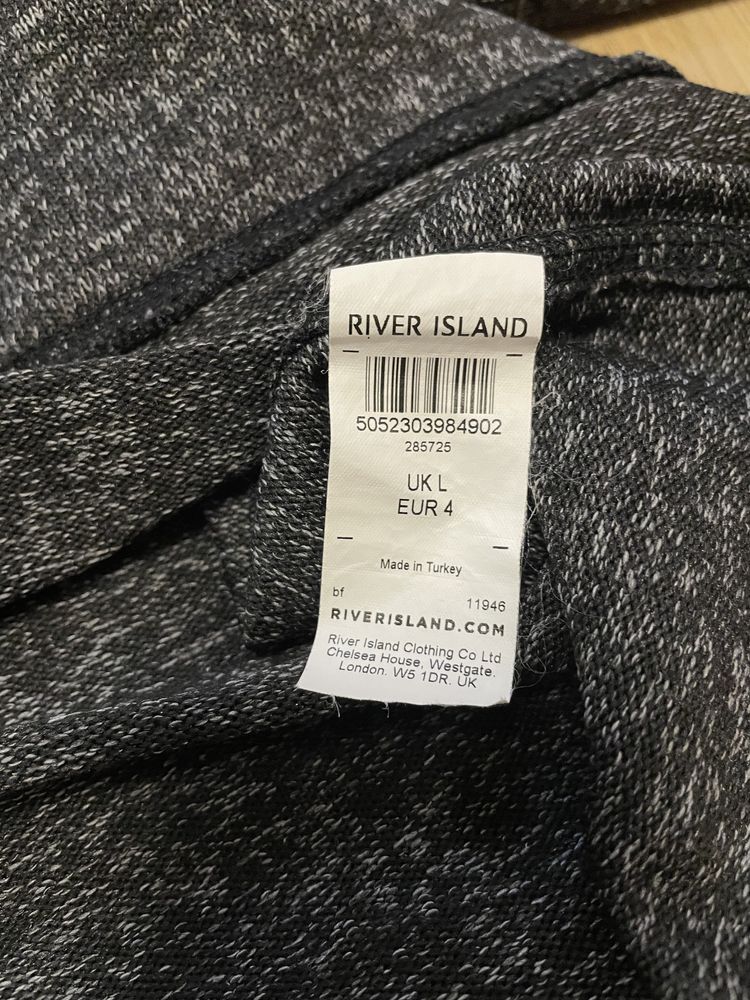 RIVER ISLAND
5052303984902
285725
UK L
EUR 4
Made in Turkey
bf 11946
RIVERISLAND.COM
River Island Clothing Co Ltd
Chelsea House, Westgate.
London. W5 1DR. UK